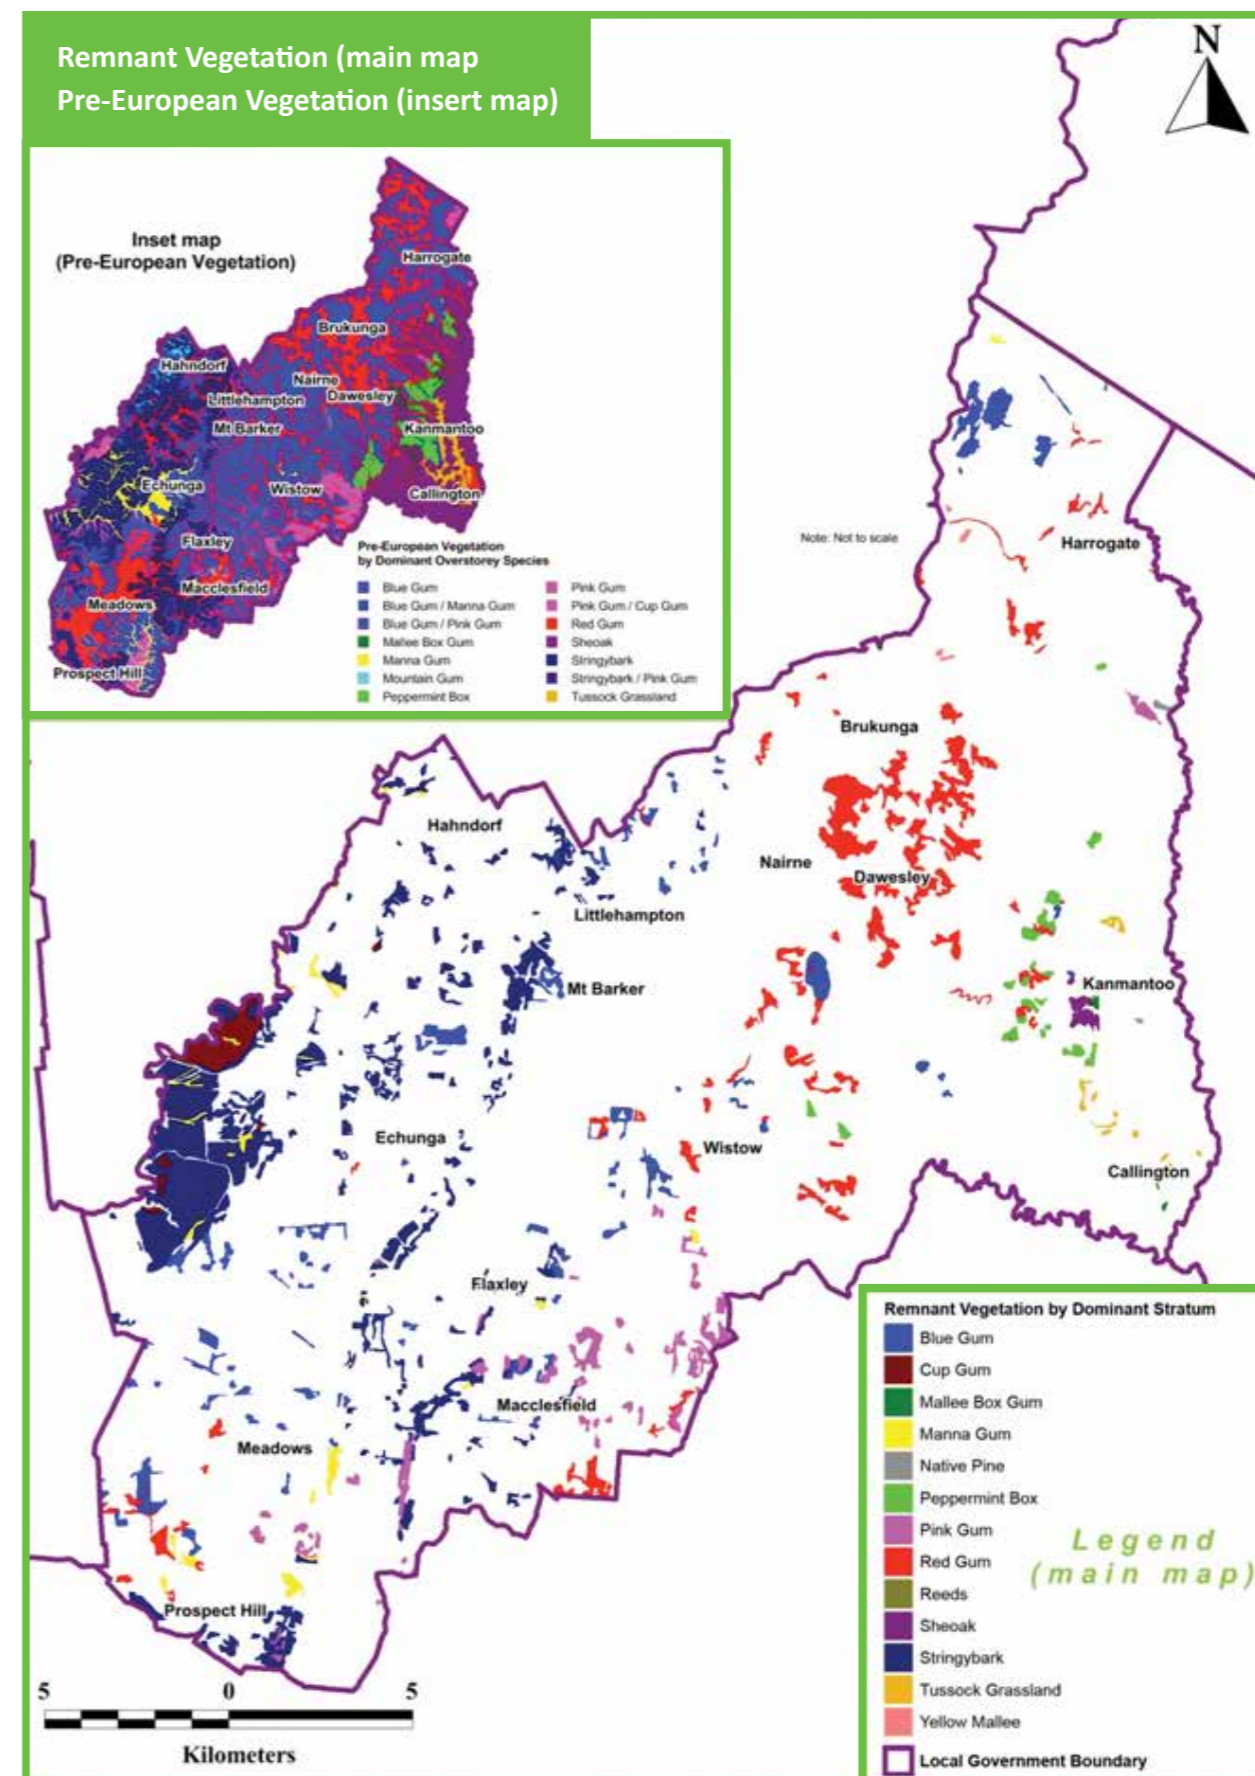 Remnant Vegetation (main map
Pre-European Vegetation (insert map)
N
Inset map
(Pre-European Vegetation)
Harrogate
Brukunga
Hahndorf
Nairne
Littlehampton
Dawesley
Mt Barker
Kanmantoo
Echunga
Wistow
Callington
Flaxley
Macclesfield
Meadows
Prospect Hill
Pre-European Vegetation
by Dominant Overstorey Species
Blue Gum
Blue Gum / Manna Gum
Blue Gum / Pink Gum
Mallee Box Gum
Manna Gum
Mountain Gum
Peppermint Box
Pink Gum
Pink Gum / Cup Gum
Red Gum
Sheoak
Stringybark
Stringybark / Pink Gum
Tussock Grassland
Note: Not to scale
Harrogate
Brukunga
Hahndorf
Nairne
Dawesley
Littlehampton
Mt Barker
Kanmantoo
Echunga
Wistow
Callington
Flaxley
Macclesfield
Meadows
Prospect Hill
5 0 5
Kilometers
Remnant Vegetation by Dominant Stratum
Blue Gum
Cup Gum
Mallee Box Gum
Manna Gum
Native Pine
Peppermint Box
Pink Gum
Red Gum
Reeds
Sheoak
Stringybark
Tussock Grassland
Yellow Mallee
Local Government Boundary
Legend
(main map)